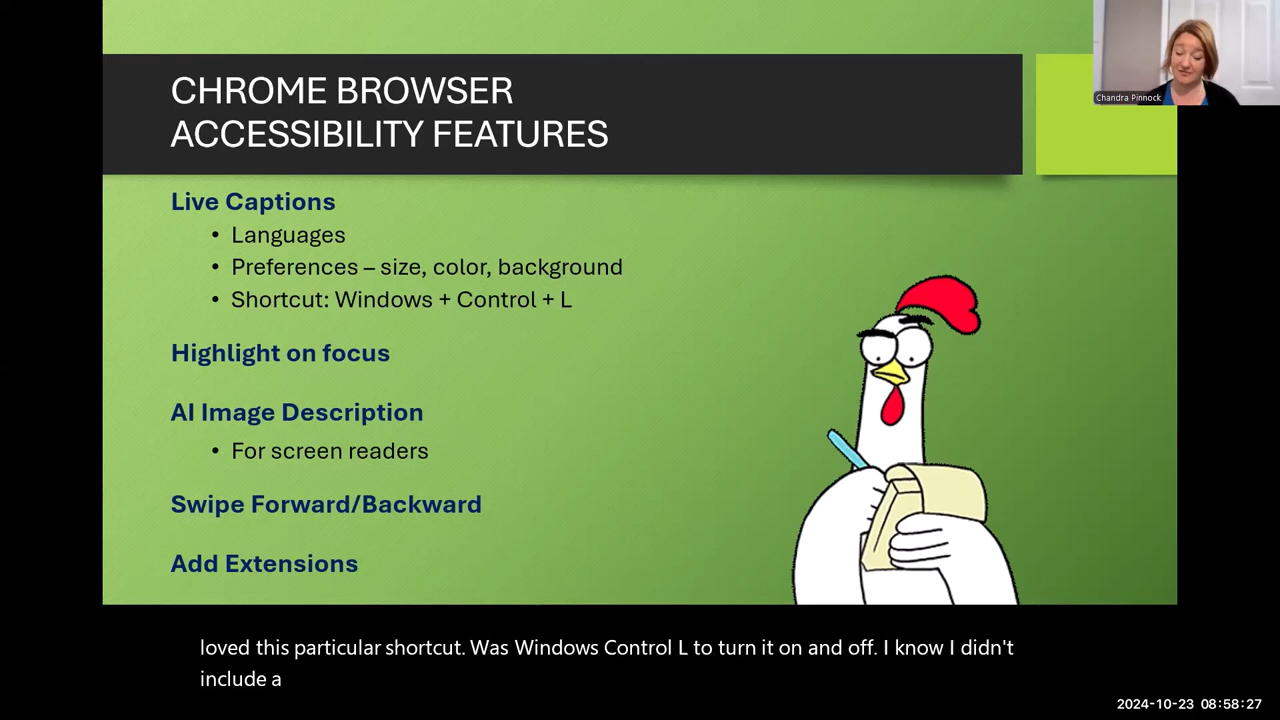 CHROME BROWSER
ACCESSIBILITY FEATURES
Chandra Pinnock
Live Captions
• Languages
• Preferences – size, color, background
• Shortcut: Windows + Control + L
Highlight on focus
AI Image Description
• For screen readers
Swipe Forward/Backward
Add Extensions
loved this particular shortcut. Was Windows Control L to turn it on and off. I know I didn't
include a
2024-10-23 08:58:27